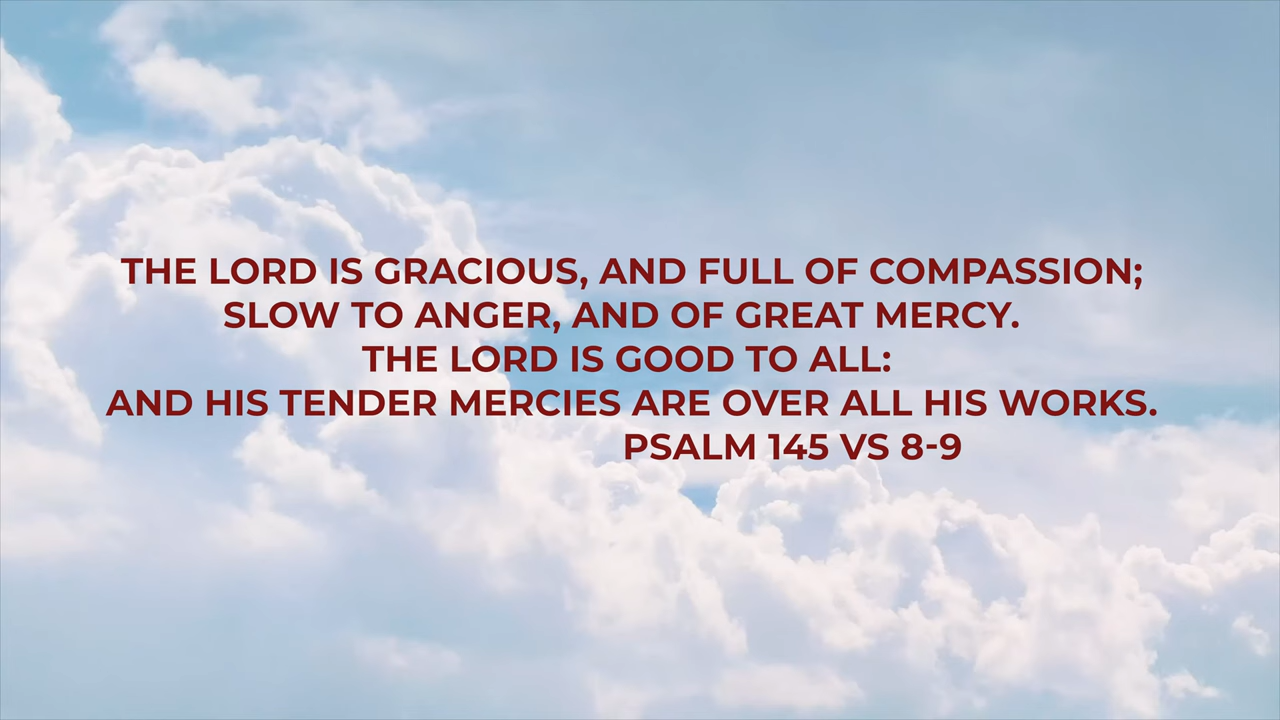 THE LORD IS GRACIOUS, AND FULL OF COMPASSION;
SLOW TO ANGER, AND OF GREAT MERCY.
THE LORD IS GOOD TO ALL:
AND HIS TENDER MERCIES ARE OVER ALL HIS WORKS.
PSALM 145 VS 8-9